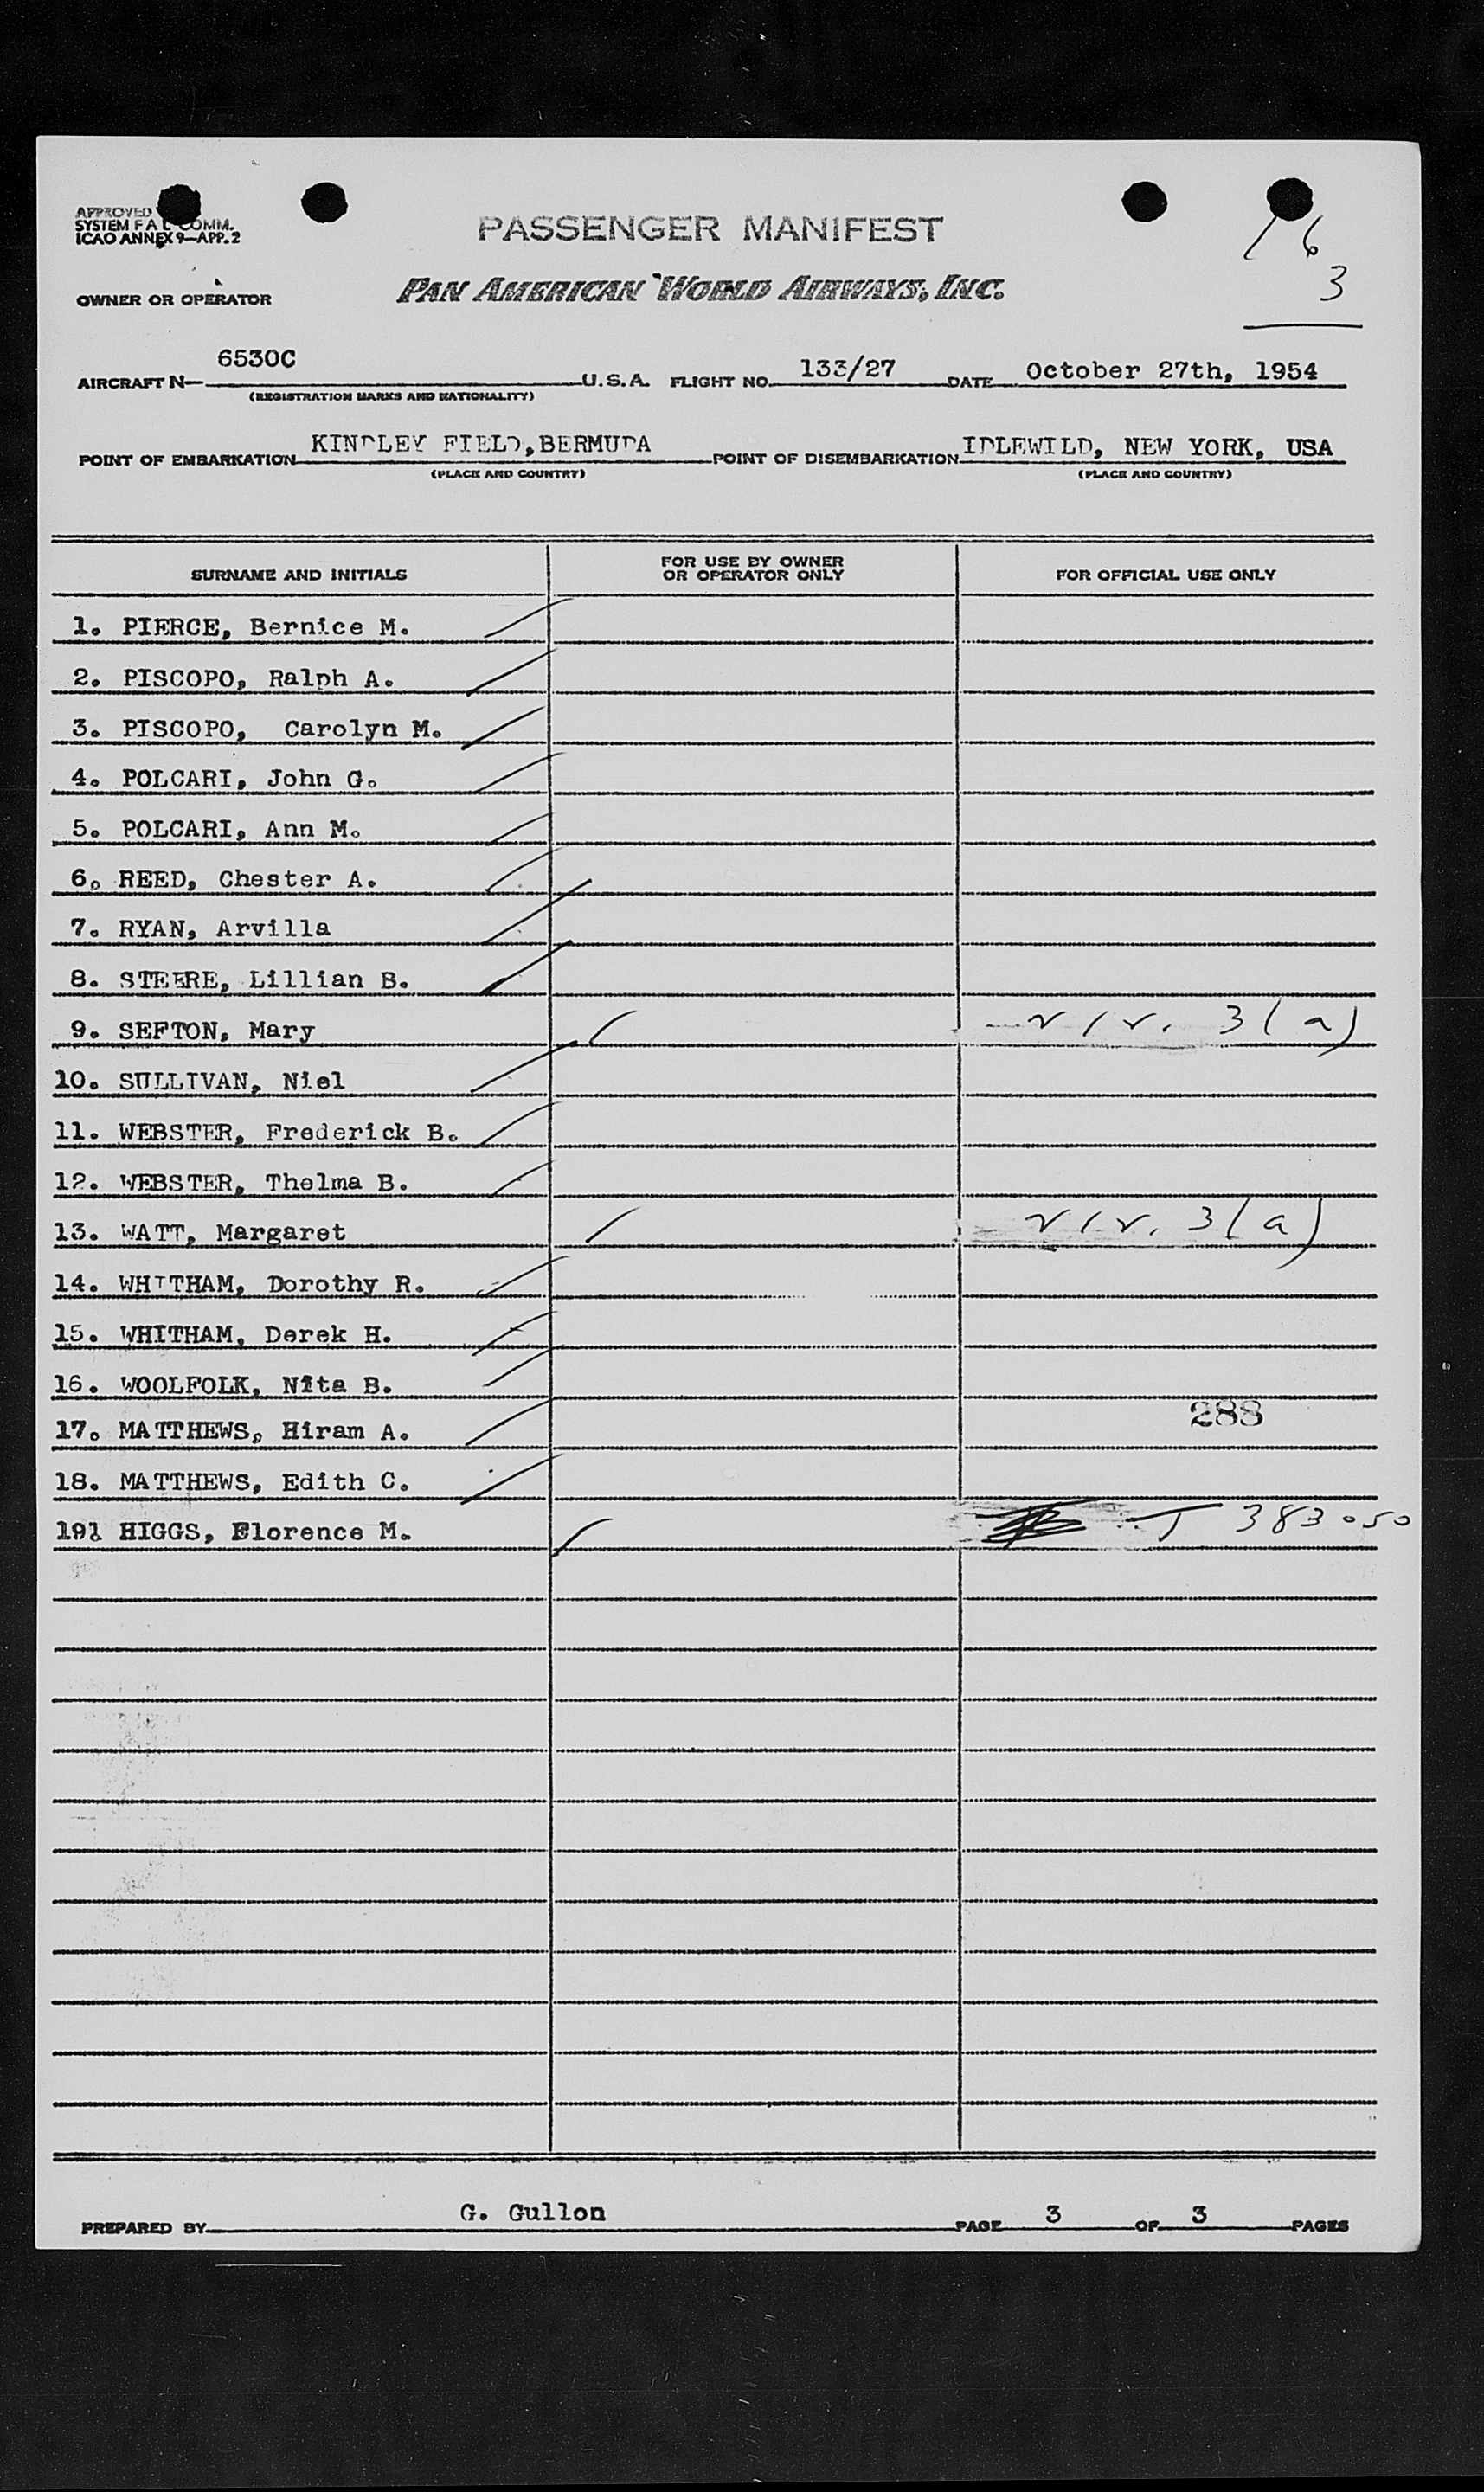 APPROVED
SYSTEM F A L COMM.
ICAO ANNEX 9—APP. 2
PASSENGER MANIFEST
16
3
OWNER OR OPERATOR PAN AMERICAN WORLD AIRWAYS, INC.
AIRCRAFT N— 6530C U.S.A. FLIGHT NO. 133/27 DATE October 27th, 1954
(REGISTRATION MARKS AND NATIONALITY)
POINT OF EMBARKATION KINDLEY FIELD, BERMUDA POINT OF DISEMBARKATION IDLEWILD, NEW YORK, USA
(PLACE AND COUNTRY) (PLACE AND COUNTRY)
SURNAME AND INITIALS FOR USE BY OWNER OR OPERATOR ONLY FOR OFFICIAL USE ONLY
1. PIERCE, Bernice M.
2. PISCOPO, Ralph A.
3. PISCOPO, Carolyn M.
4. POLCARI, John G.
5. POLCARI, Ann M.
6. REED, Chester A.
7. RYAN, Arvilla
8. STEERE, Lillian B.
9. SEFTON, Mary 3(a)
10. SULLIVAN, Niel
11. WEBSTER, Frederick B.
12. WEBSTER, Thelma B.
13. WATT, Margaret 3(a)
14. WHITHAM, Dorothy R.
15. WHITHAM, Derek H.
16. WOOLFOLK, Nita B.
288
17. MATTHEWS, Hiram A.
18. MATTHEWS, Edith C.
191 HIGGS, Florence M. T 383050
PREPARED BY G. Gullon PAGE 3 OF 3 PAGES